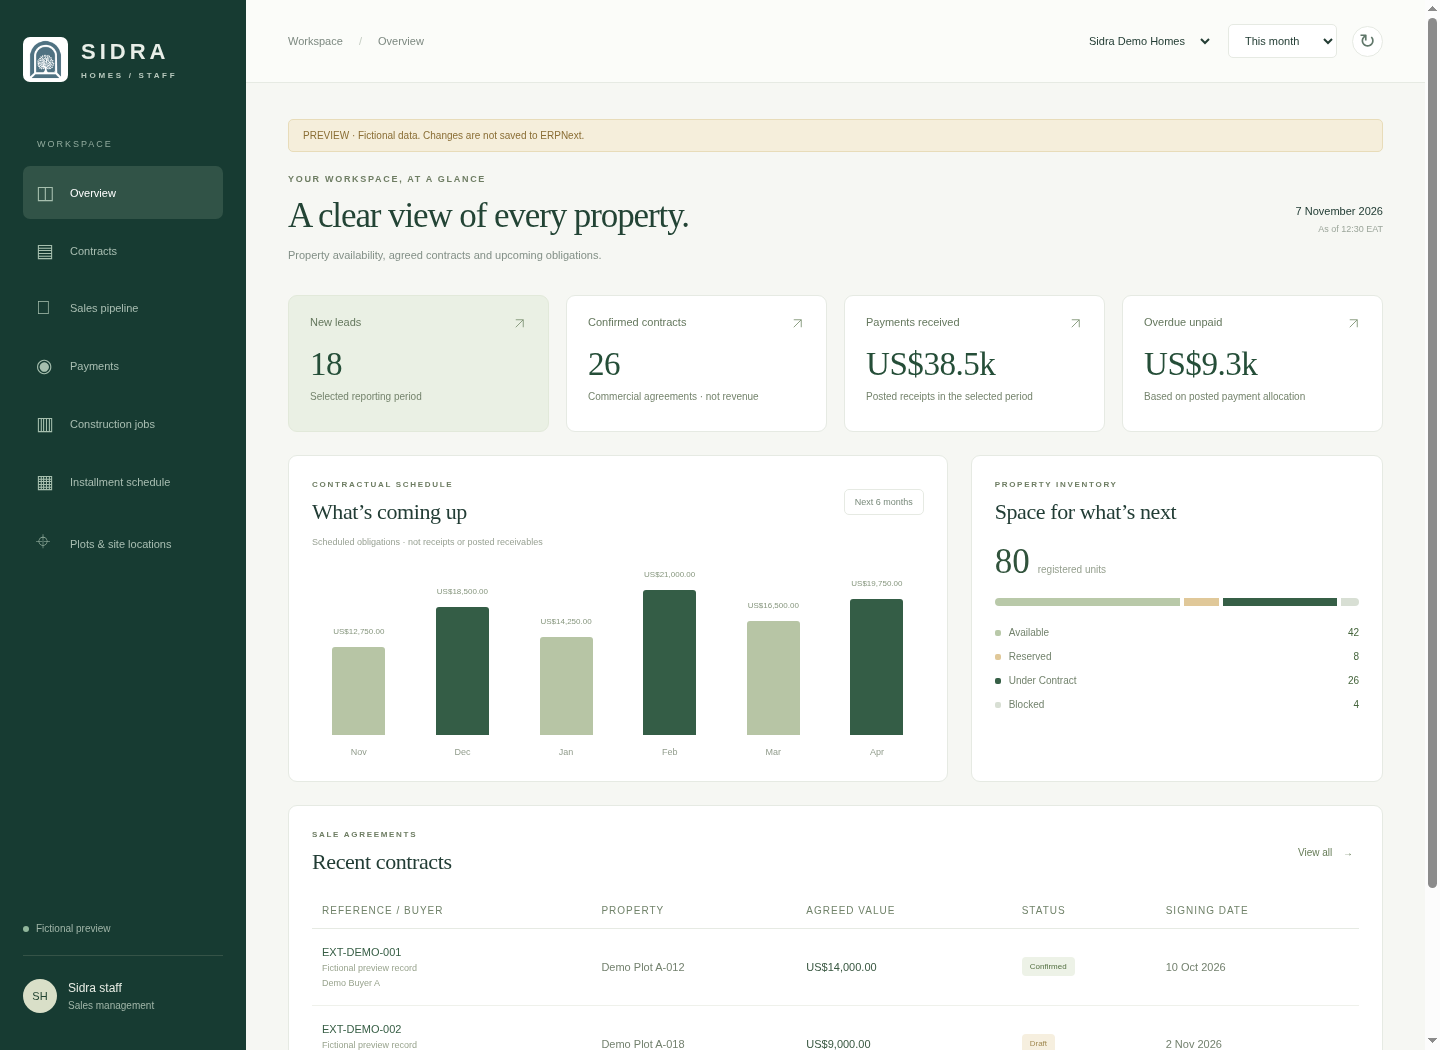 SIDRA
HOMES / STAFF
WORKSPACE
Overview
Contracts
Sales pipeline
Payments
Construction jobs
Installment schedule
Plots & site locations
Fictional preview
SH
Sidra staff
Sales management
Workspace / Overview
Sidra Demo Homes
This month
PREVIEW · Fictional data. Changes are not saved to ERPNext.
YOUR WORKSPACE, AT A GLANCE
A clear view of every property.
7 November 2026
As of 12:30 EAT
Property availability, agreed contracts and upcoming obligations.
New leads
18
Selected reporting period
Confirmed contracts
26
Commercial agreements · not revenue
Payments received
US$38.5k
Posted receipts in the selected period
Overdue unpaid
US$9.3k
Based on posted payment allocation
CONTRACTUAL SCHEDULE
What’s coming up
Next 6 months
Scheduled obligations · not receipts or posted receivables
US$12,750.00
US$18,500.00
US$14,250.00
US$21,000.00
US$16,500.00
US$19,750.00
Nov Dec Jan Feb Mar Apr
PROPERTY INVENTORY
Space for what’s next
80 registered units
Available 42
Reserved 8
Under Contract 26
Blocked 4
SALE AGREEMENTS
Recent contracts
View all →
REFERENCE / BUYER PROPERTY AGREED VALUE STATUS SIGNING DATE
EXT-DEMO-001
Fictional preview record
Demo Buyer A
Demo Plot A-012 US$14,000.00 Confirmed 10 Oct 2026
EXT-DEMO-002
Fictional preview record
Demo Plot A-018 US$9,000.00 Draft 2 Nov 2026